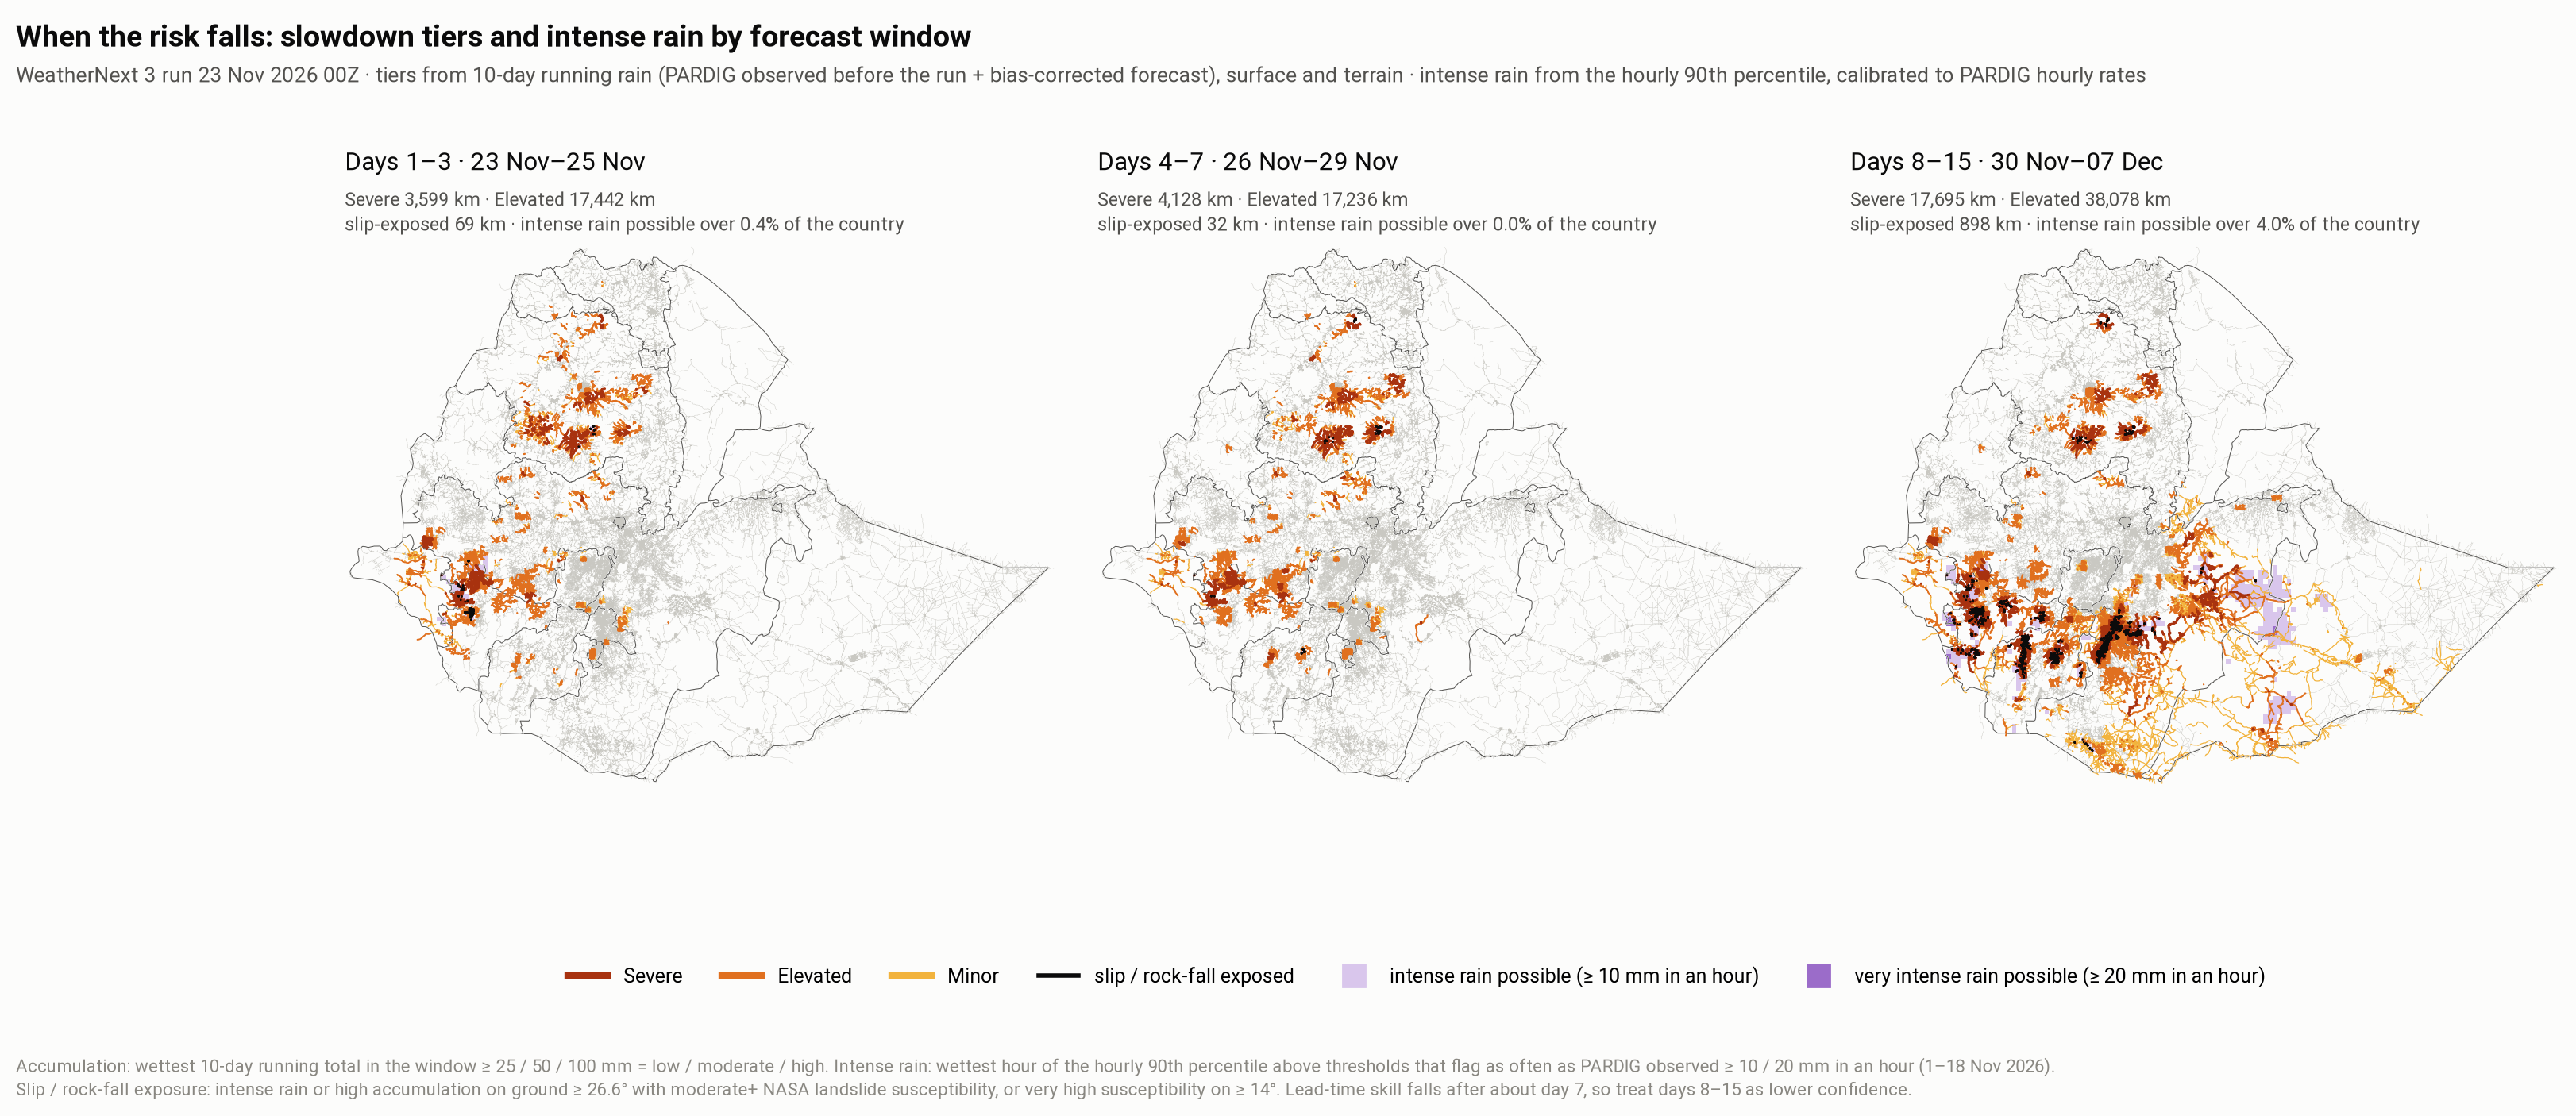 When the risk falls: slowdown tiers and intense rain by forecast window
WeatherNext 3 run 23 Nov 2026 00Z · tiers from 10-day running rain (PARDIG observed before the run + bias-corrected forecast), surface and terrain · intense rain from the hourly 90th percentile, calibrated to PARDIG hourly rates
Days 1–3 · 23 Nov–25 Nov
Severe 3,599 km · Elevated 17,442 km
slip-exposed 69 km · intense rain possible over 0.4% of the country
Days 4–7 · 26 Nov–29 Nov
Severe 4,128 km · Elevated 17,236 km
slip-exposed 32 km · intense rain possible over 0.0% of the country
Days 8–15 · 30 Nov–07 Dec
Severe 17,695 km · Elevated 38,078 km
slip-exposed 898 km · intense rain possible over 4.0% of the country
Severe
Elevated
Minor
slip / rock-fall exposed
intense rain possible (≥ 10 mm in an hour)
very intense rain possible (≥ 20 mm in an hour)
Accumulation: wettest 10-day running total in the window ≥ 25 / 50 / 100 mm = low / moderate / high. Intense rain: wettest hour of the hourly 90th percentile above thresholds that flag as often as PARDIG observed ≥ 10 / 20 mm in an hour (1–18 Nov 2026).
Slip / rock-fall exposure: intense rain or high accumulation on ground ≥ 26.6° with moderate+ NASA landslide susceptibility, or very high susceptibility on ≥ 14°. Lead-time skill falls after about day 7, so treat days 8–15 as lower confidence.